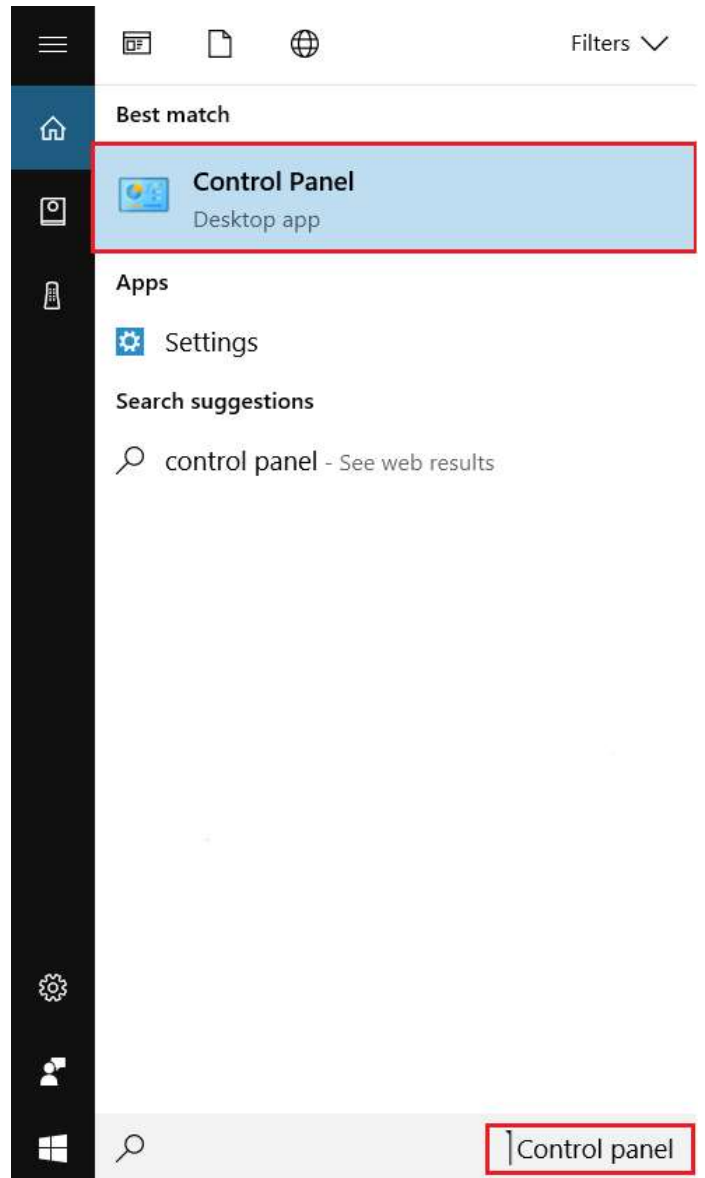 Filters
Best match
Control Panel
Desktop app
Apps
Settings
Search suggestions
control panel - See web results
Control panel